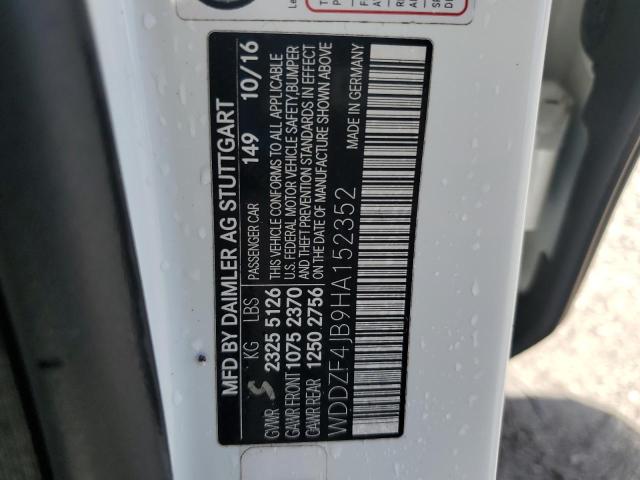 MFD BY DAIMLER AG STUTTGART
KG LBS PASSENGER CAR 149 10/16
GVWR 2325 5126 THIS VEHICLE CONFORMS TO ALL APPLICABLE
GAWR FRONT 1075 2370 U.S. FEDERAL MOTOR VEHICLE SAFETY, BUMPER
GAWR REAR 1250 2756 AND THEFT PREVENTION STANDARDS IN EFFECT
ON THE DATE OF MANUFACTURE SHOWN ABOVE
MADE IN GERMANY
WDDZF4JB9HA152352